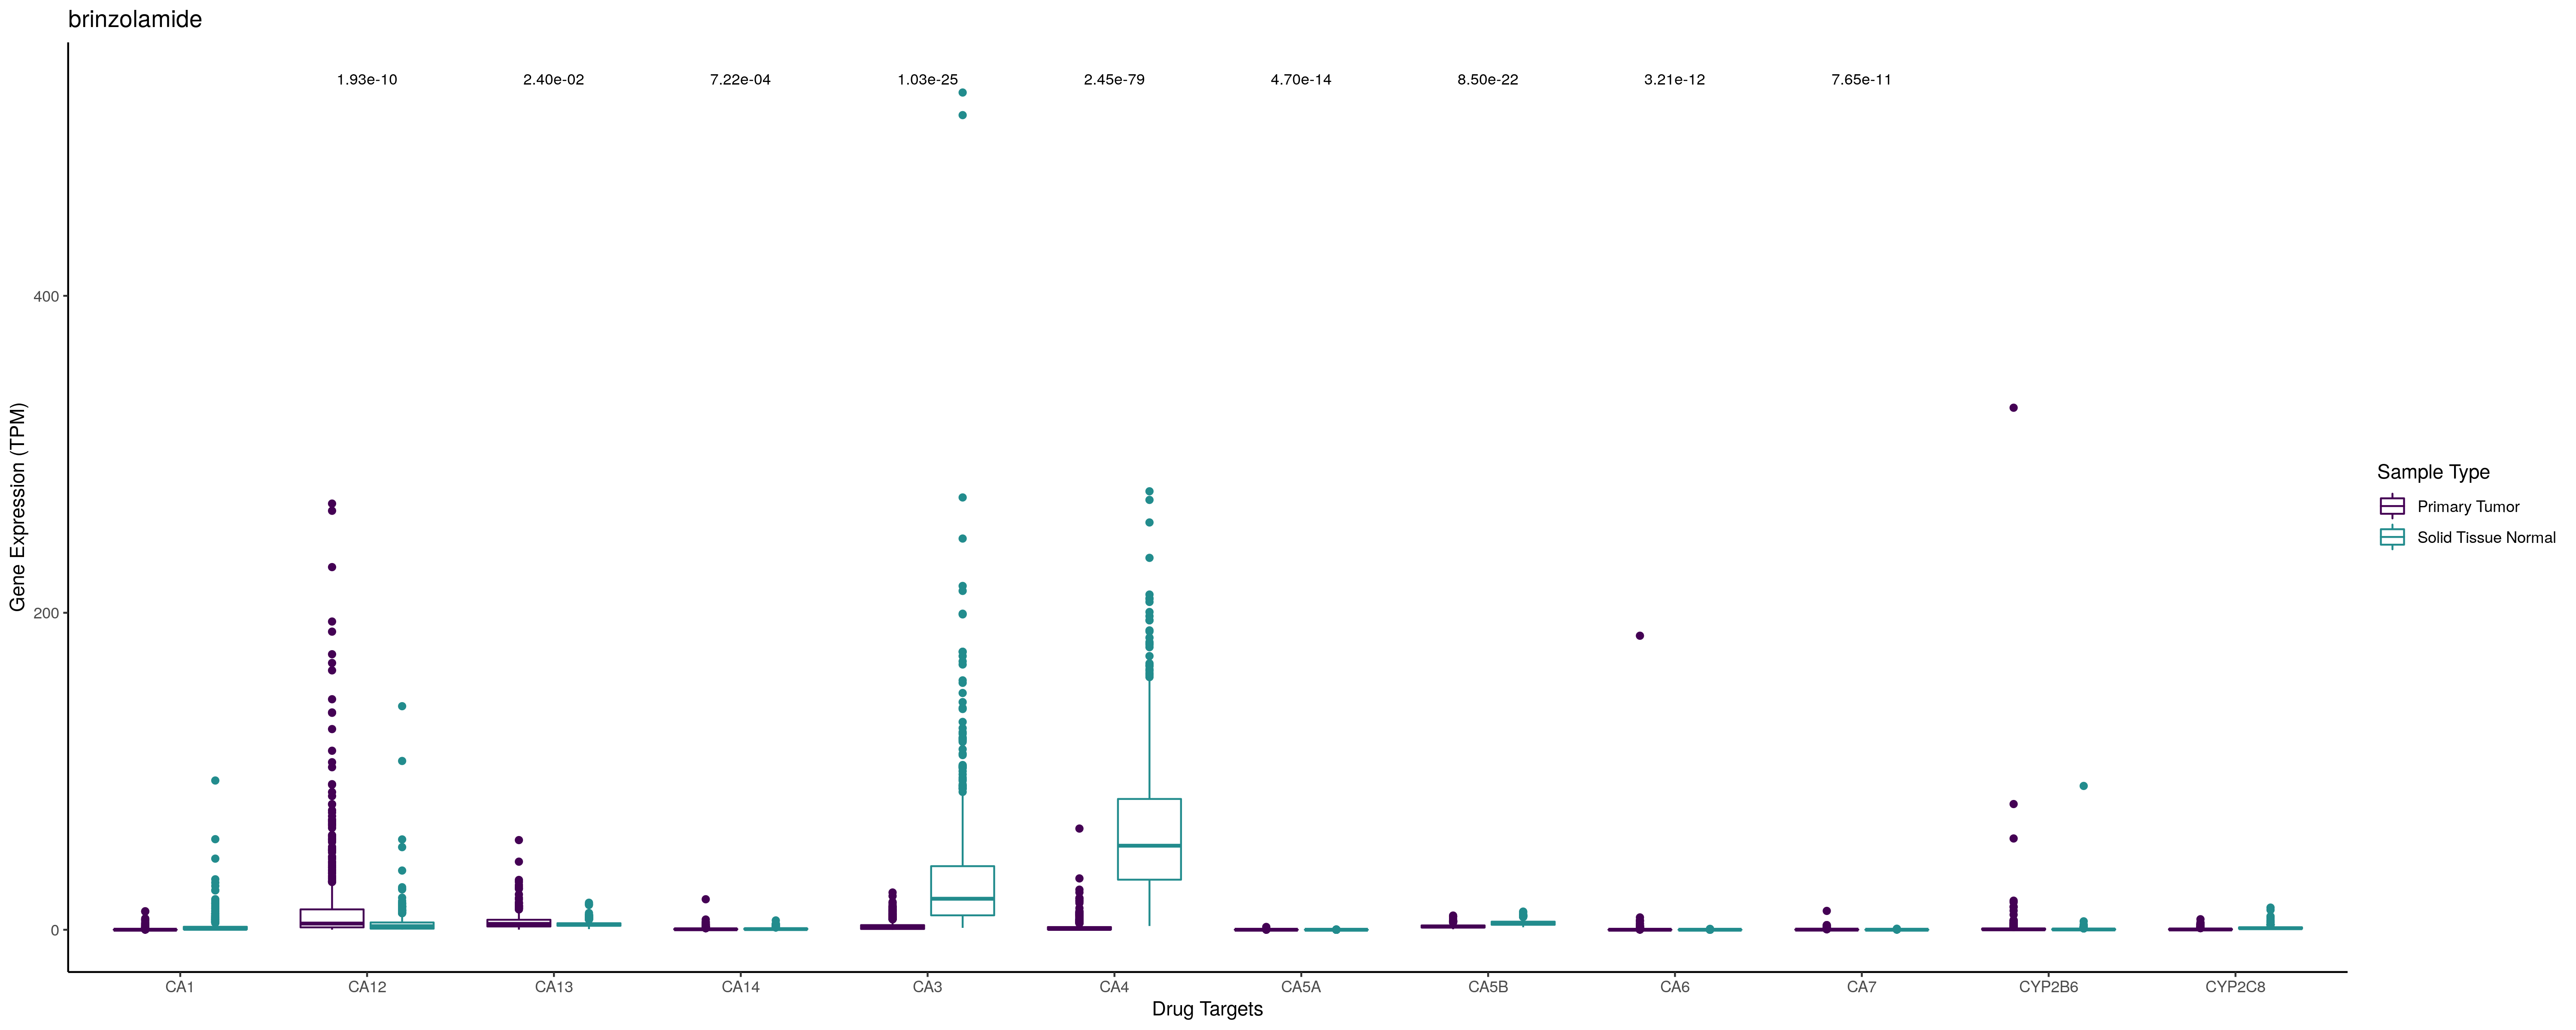 brinzolamide
1.93e-10 2.40e-02 7.22e-04 1.03e-25 2.45e-79 4.70e-14 8.50e-22 3.21e-12 7.65e-11
400
200
0
Gene Expression (TPM)
CA1 CA12 CA13 CA14 CA3 CA4 CA5A CA5B CA6 CA7 CYP2B6 CYP2C8
Drug Targets
Sample Type
Primary Tumor
Solid Tissue Normal